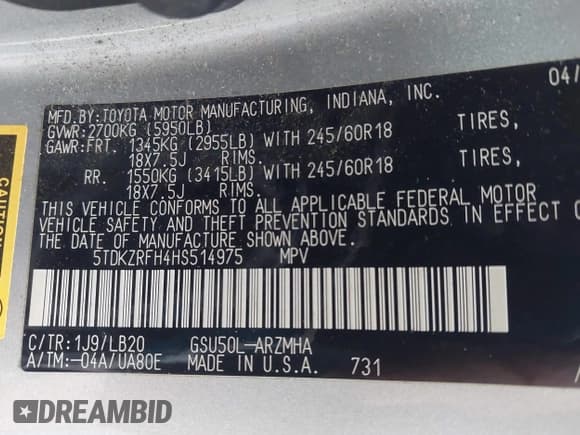 04/
MFD.BY:TOYOTA MOTOR MANUFACTURING, INDIANA, INC.
GVWR:2700KG (5950LB)
GAWR:FRT. 1345KG (2955LB) WITH 245/60R18 TIRES,
18X7.5J RIMS.
RR. 1550KG (3415LB) WITH 245/60R18 TIRES,
18X7.5J RIMS.
THIS VEHICLE CONFORMS TO ALL APPLICABLE FEDERAL MOTOR
VEHICLE SAFETY AND THEFT PREVENTION STANDARDS IN EFFECT
THE DATE OF MANUFACTURE SHOWN ABOVE.
5TDKZRFH4HS514975 MPV
C/TR:1J9/LB20 GSU50L-ARZMHA
A/TM:-04A/UA80E MADE IN U.S.A. 731
CAUTION
DREAMBID